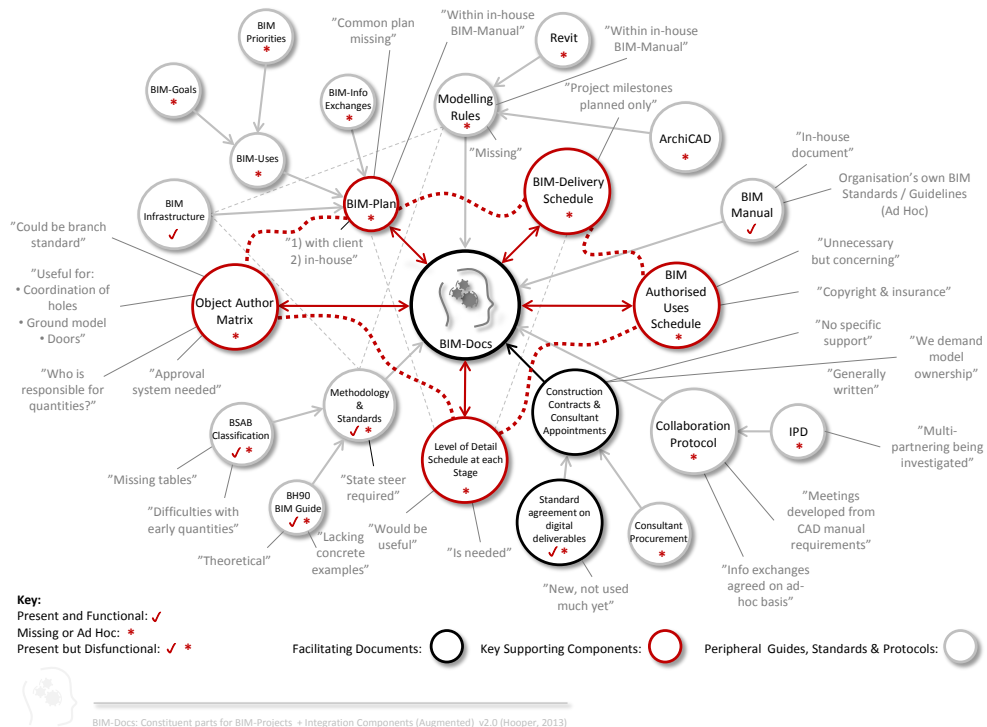 BIM
Priorities
*
"Common plan
missing"
"Within in-house
BIM-Manual"
Revit
*
"Within in-house
BIM-Manual"
BIM-Goals
*
BIM-Info
Exchanges
*
Modelling
Rules
*
"Project milestones
planned only"
ArchiCAD
*
"In-house
document"
BIM-Uses
*
"Missing"
BIM-Plan
*
BIM-Delivery
Schedule
*
BIM
Manual
✓
Organisation's own BIM
Standards / Guidelines
(Ad Hoc)
BIM
Infrastructure
✓
"Could be branch
standard"
"1) with client
2) in-house"
"Unnecessary
but concerning"
"Useful for:
• Coordination of
holes
• Ground model
• Doors"
Object Author
Matrix
*
BIM-Docs
BIM
Authorised
Uses
Schedule
*
"Copyright & insurance"
"No specific
support"
"We demand
model
ownership"
"Generally
written"
"Who is
responsible for
quantities?"
"Approval
system needed"
Methodology
&
Standards
✓ *
Construction
Contracts &
Consultant
Appointments
BSAB
Classification
✓ *
Level of Detail
Schedule at each
Stage
*
Collaboration
Protocol
*
IPD
*
"Multi-
partnering being
investigated"
"Missing tables"
"State steer
required"
"Difficulties with
early quantities"
BH90
BIM Guide
✓ *
Standard
agreement on
digital
deliverables
✓ *
Consultant
Procurement
*
"Meetings
developed from
CAD manual
requirements"
"Theoretical"
"Lacking
concrete
examples"
"Would be
useful"
"Is needed"
"New, not used
much yet"
"Info exchanges
agreed on ad-
hoc basis"
Key:
Present and Functional: ✓
Missing or Ad Hoc: *
Present but Disfunctional: ✓ *
Facilitating Documents:
Key Supporting Components:
Peripheral Guides, Standards & Protocols:
BIM-Docs: Constituent parts for BIM-Projects + Integration Components (Augmented) v2.0 (Hooper, 2013)